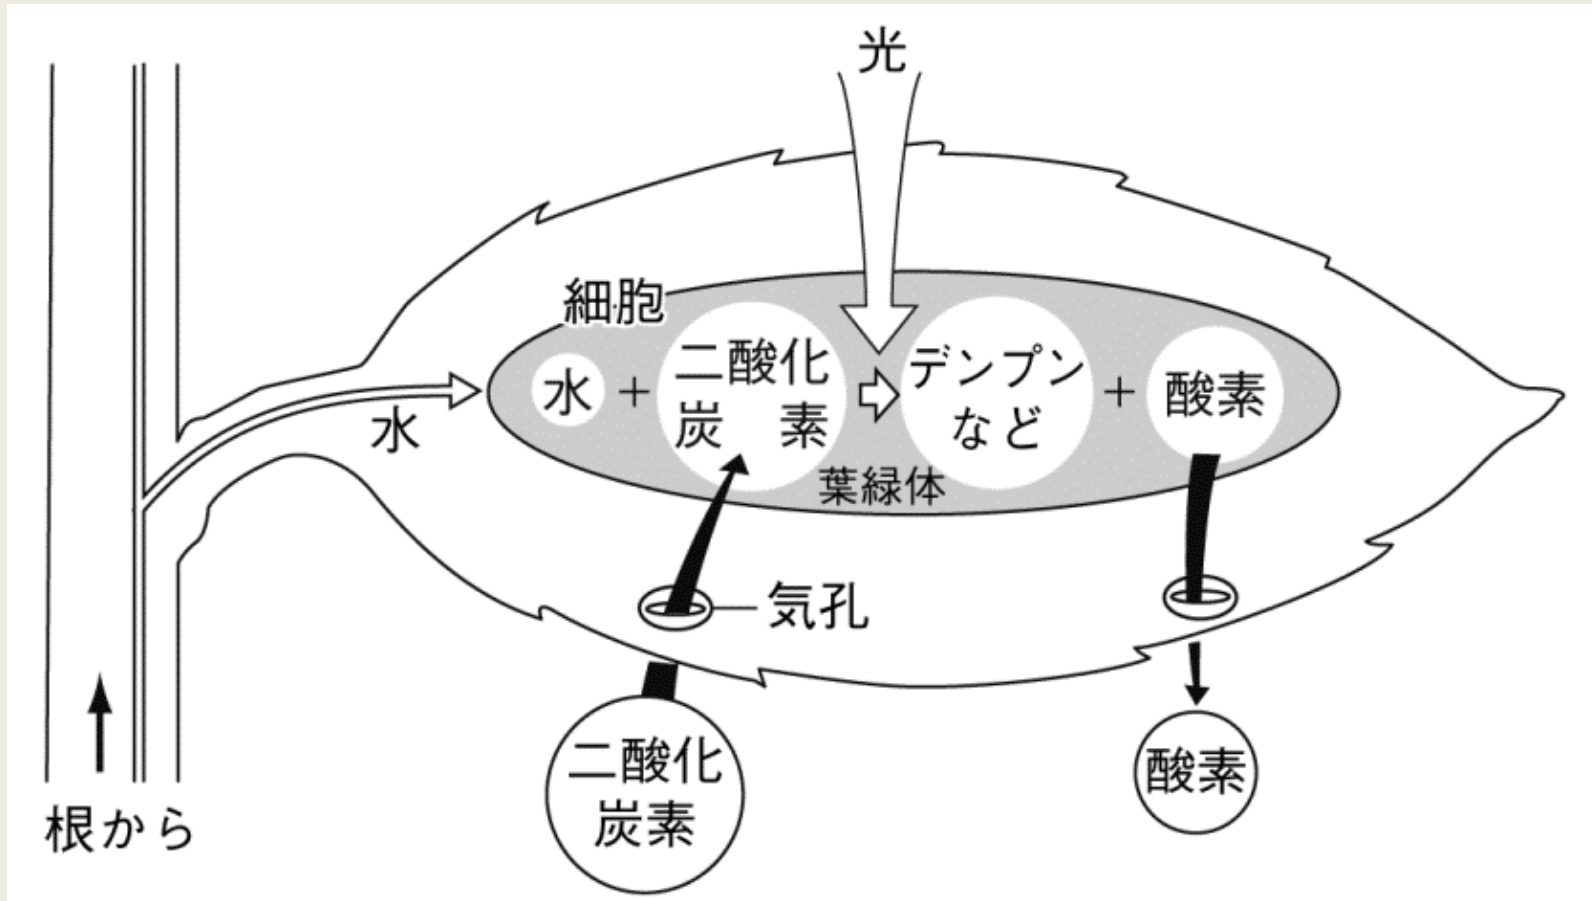 光
細胞
水 + 二酸化炭素 ⇨ デンプンなど + 酸素
水
葉緑体
気孔
二酸化
炭素
酸素
根から